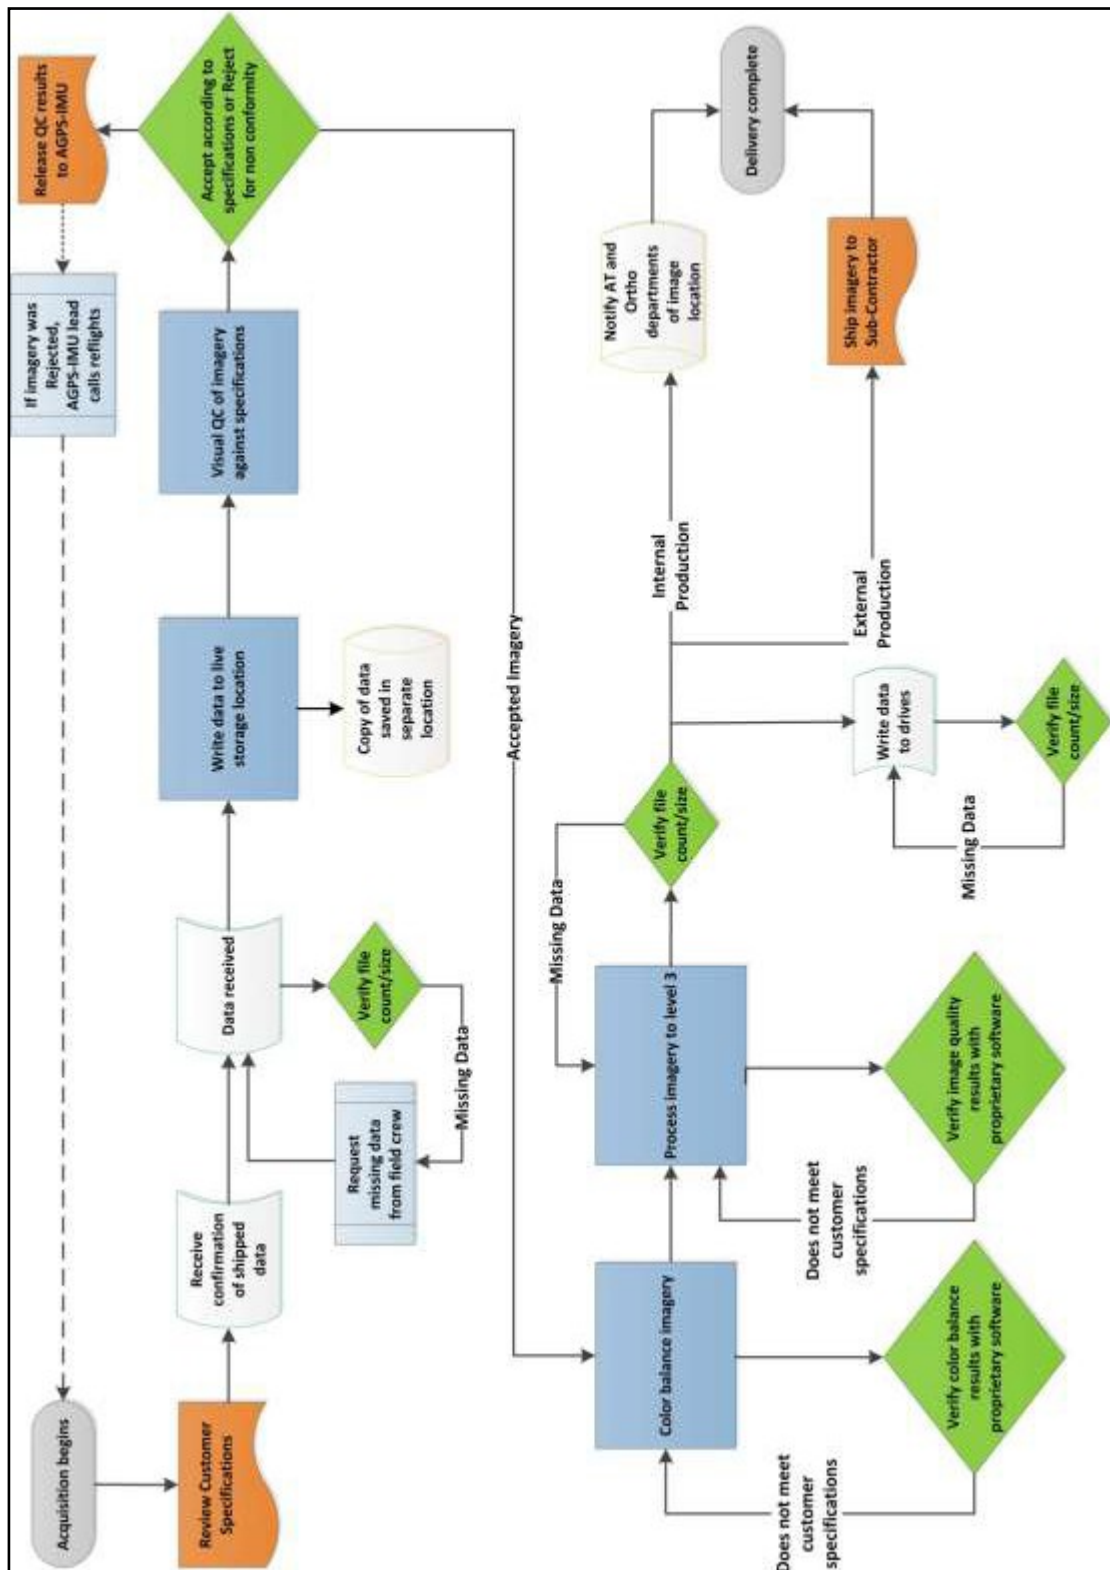 Acquisition begins
Review Customer
Specifications
Receive
confirmation
of shipped
data
Data received
Verify file
count/size
Missing Data
Request
missing data
from field crew
Write data to live
storage location
Copy of data
saved in
separate
location
Visual QC of imagery
against specifications
Accept according to
specifications or Reject
for non conformity
Release QC results
to AGPS-IMU
If imagery was
Rejected,
AGPS-IMU lead
calls reflights
Accepted Imagery
Color balance imagery
Verify color balance
results with
proprietary software
Does not meet
customer
specifications
Process imagery to level 3
Verify image quality
results with
proprietary software
Does not meet
customer
specifications
Missing Data
Verify file
count/size
Write data
to drives
Verify file
count/size
Missing Data
Internal
Production
External
Production
Notify AT and
Ortho
departments
of image
location
Ship imagery to
Sub-Contractor
Delivery complete